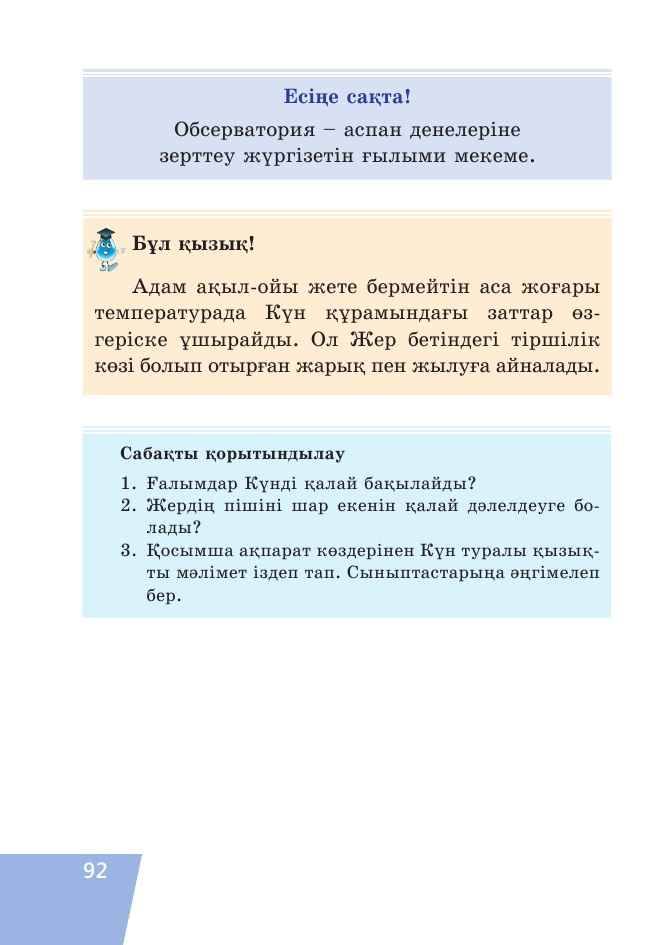 Есіңе сақта!
Обсерватория – аспан денелеріне
зерттеу жүргізетін ғылыми мекеме.
Бұл қызық!
Адам ақыл-ойы жете бермейтін аса жоғары
температурада Күн құрамындағы заттар өз-
геріске ұшырайды. Ол Жер бетіндегі тіршілік
көзі болып отырған жарық пен жылуға айналады.
Сабақты қорытындылау
1. Ғалымдар Күнді қалай бақылайды?
2. Жердің пішіні шар екенін қалай дәлелдеуге бо-
лады?
3. Қосымша ақпарат көздерінен Күн туралы қызық-
ты мәлімет іздеп тап. Сыныптастарыңа әңгімелеп
бер.
92